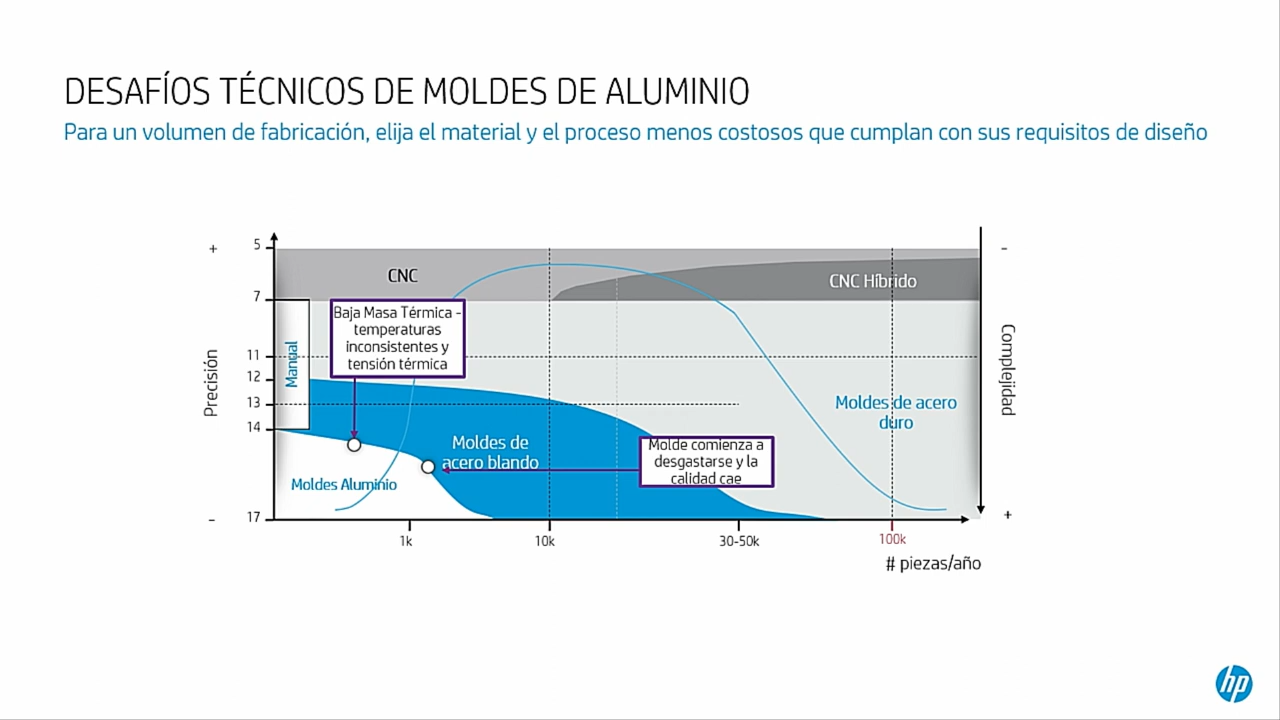 DESAFÍOS TÉCNICOS DE MOLDES DE ALUMINIO
Para un volumen de fabricación, elija el material y el proceso menos costosos que cumplan con sus requisitos de diseño
+
5
7
11
12
13
14
17
-
Precisión
Manual
CNC
CNC Híbrido
Baja Masa Térmica -
temperaturas
inconsistentes y
tensión térmica
Moldes de
acero blando
Moldes Aluminio
Molde comienza a
desgastarse y la
calidad cae
Moldes de acero
duro
-
Complejidad
+
1k
10k
30-50k
100k
# piezas/año
hp